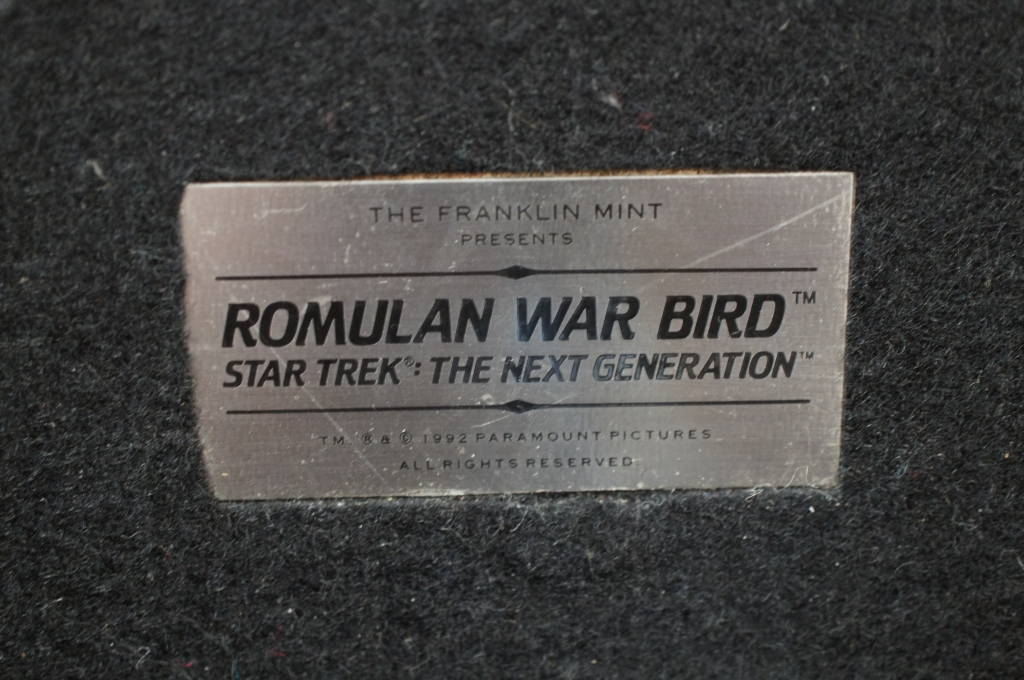 THE FRANKLIN MINT
PRESENTS
ROMULAN WAR BIRD™
STAR TREK®: THE NEXT GENERATION™
TM, ® & © 1992 PARAMOUNT PICTURES
ALL RIGHTS RESERVED